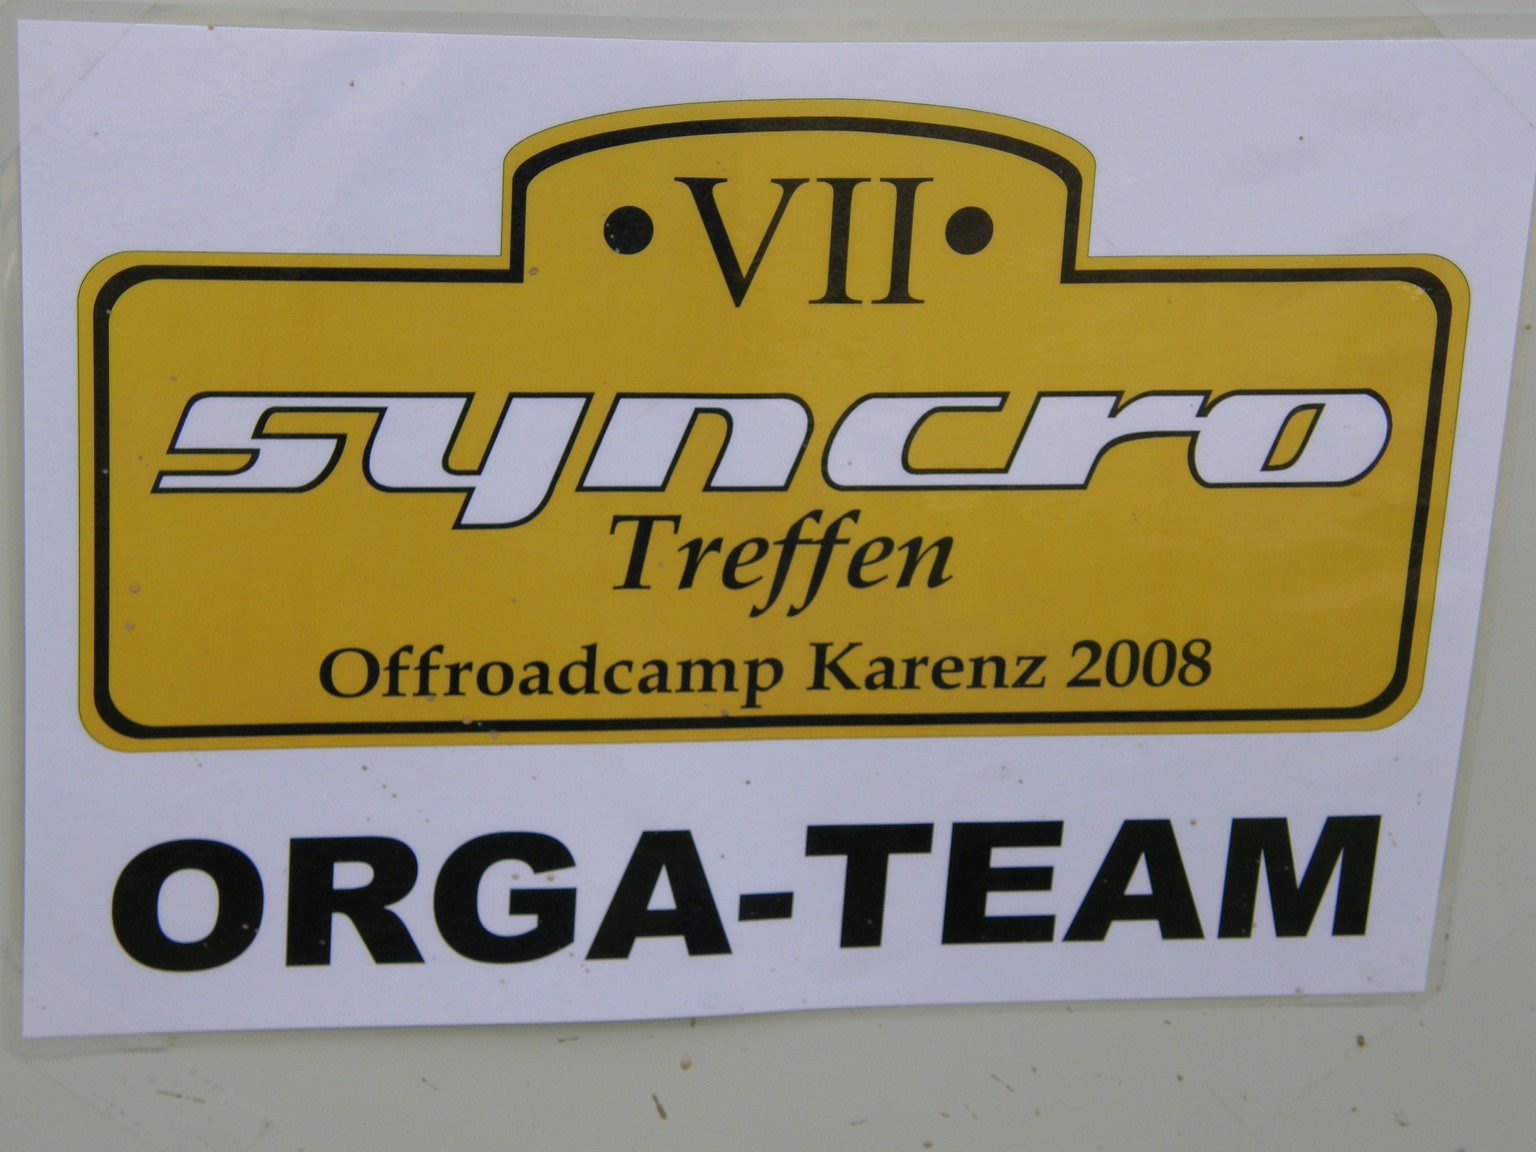 • VII •
syncro
Treffen
Offroadcamp Karenz 2008
ORGA-TEAM